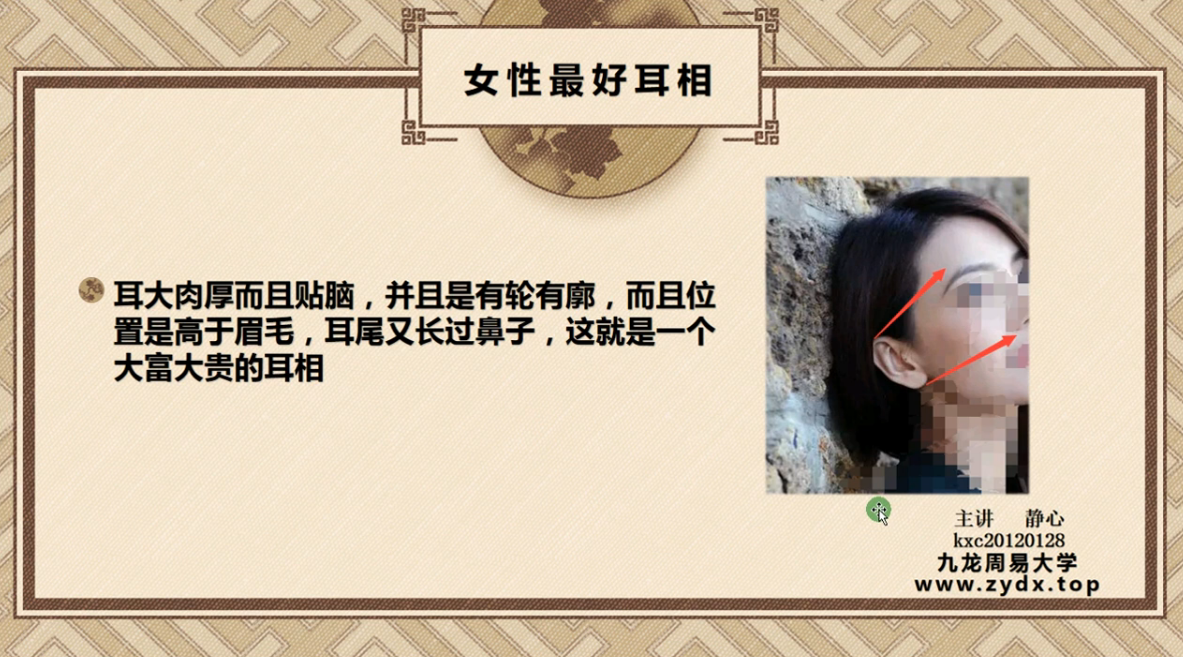 女性最好耳相
耳大肉厚而且贴脑，并且是有轮有廓，而且位
置是高于眉毛，耳尾又长过鼻子，这就是一个
大富大贵的耳相
主讲 静心
kxc20120128
九龙周易大学
www.zydx.top